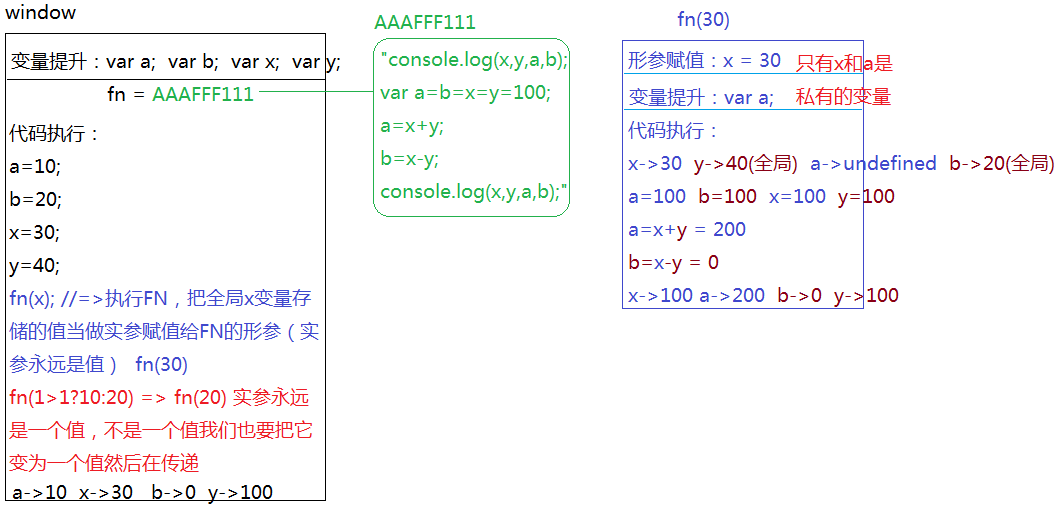 window
变量提升：var a;  var b;  var x;  var y;
fn = AAAFFF111
代码执行：
a=10;
b=20;
x=30;
y=40;
fn(x); //=>执行FN，把全局x变量存
储的值当做实参赋值给FN的形参（实
参永远是值）  fn(30)
fn(1>1?10:20) => fn(20) 实参永远
是一个值，不是一个值我们也要把它
变为一个值然后在传递
a->10  x->30   b->0  y->100
AAAFFF111
"console.log(x,y,a,b);
var a=b=x=y=100;
a=x+y;
b=x-y;
console.log(x,y,a,b);"
fn(30)
形参赋值：x = 30  只有x和a是
变量提升：var a;   私有的变量
代码执行：
x->30  y->40(全局)  a->undefined  b->20(全局)
a=100  b=100  x=100  y=100
a=x+y = 200
b=x-y = 0
x->100 a->200  b->0  y->100